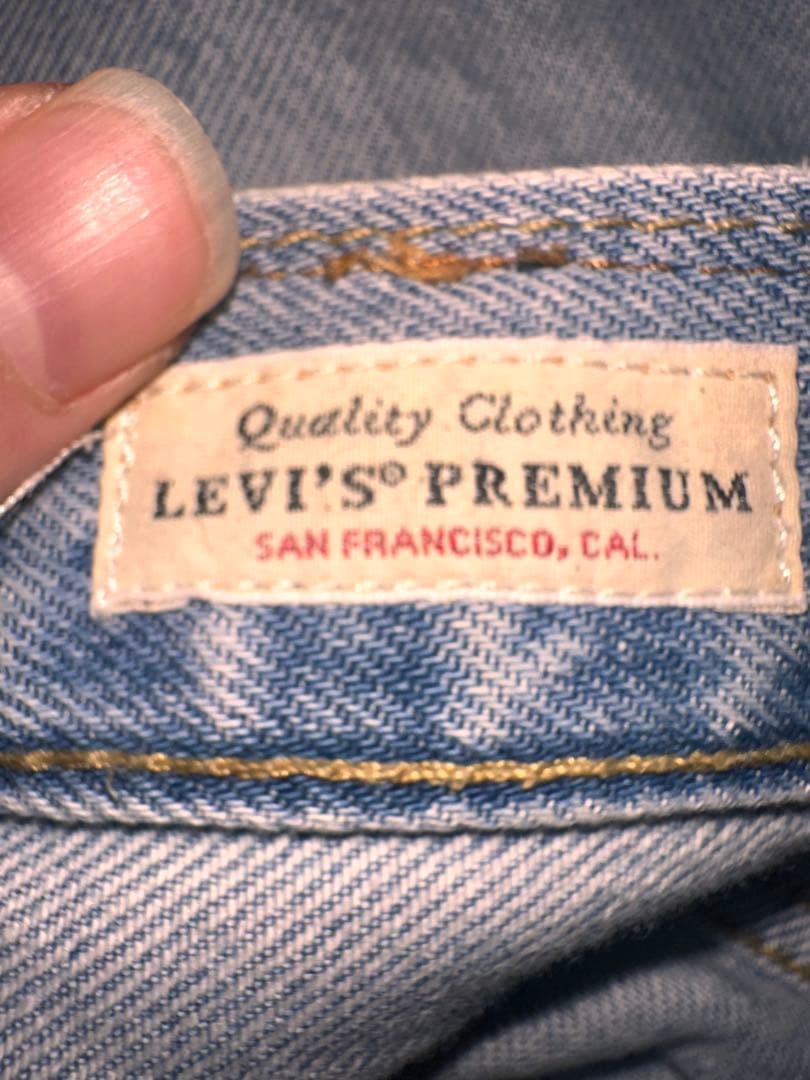 Quality Clothing
LEVI'S® PREMIUM
SAN FRANCISCO, CAL.